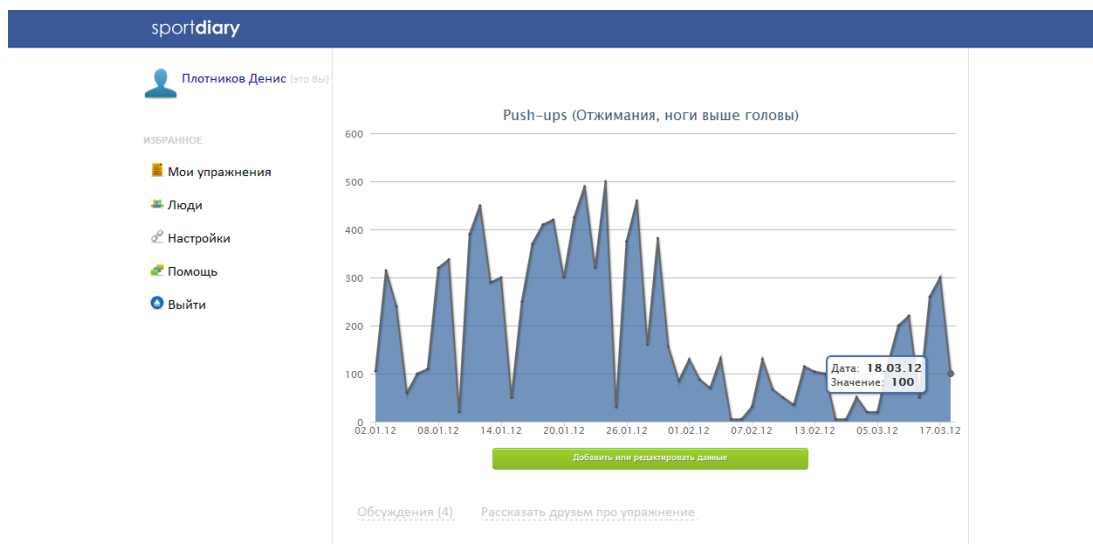 sportdiary
Плотников Денис (это Вы)
ИЗБРАННОЕ
Мои упражнения
Люди
Настройки
Помощь
Выйти
Push-ups (Отжимания, ноги выше головы)
600
500
400
300
200
100
0
02.01.12 08.01.12 14.01.12 20.01.12 26.01.12 01.02.12 07.02.12 13.02.12 05.03.12 17.03.12
Дата: 18.03.12
Значение: 100
Добавить или редактировать данные
Обсуждения (4) Рассказать друзьм про упражнение